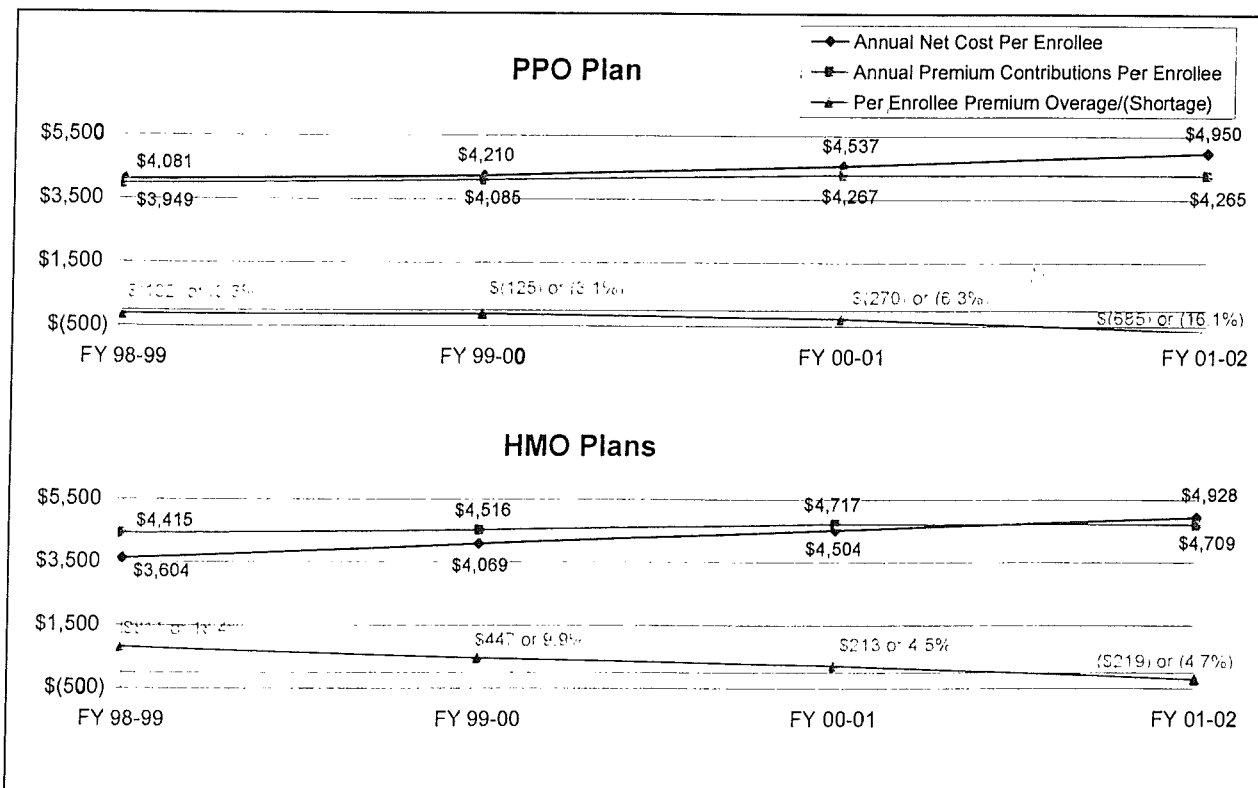 PPO Plan
Annual Net Cost Per Enrollee
Annual Premium Contributions Per Enrollee
Per Enrollee Premium Overage/(Shortage)
$5,500
$4,081
$4,210
$4,537
$4,950
$3,500
$3,949
$4,085
$4,267
$4,265
$1,500
$(125) or (3.1%)
$(270) or (6.3%)
$(685) or (16.1%)
$(500)
FY 98-99
FY 99-00
FY 00-01
FY 01-02
HMO Plans
$5,500
$4,415
$4,516
$4,717
$4,928
$3,500
$3,604
$4,069
$4,504
$4,709
$1,500
$447 or 9.9%
$213 or 4.5%
($219) or (4.7%)
$(500)
FY 98-99
FY 99-00
FY 00-01
FY 01-02